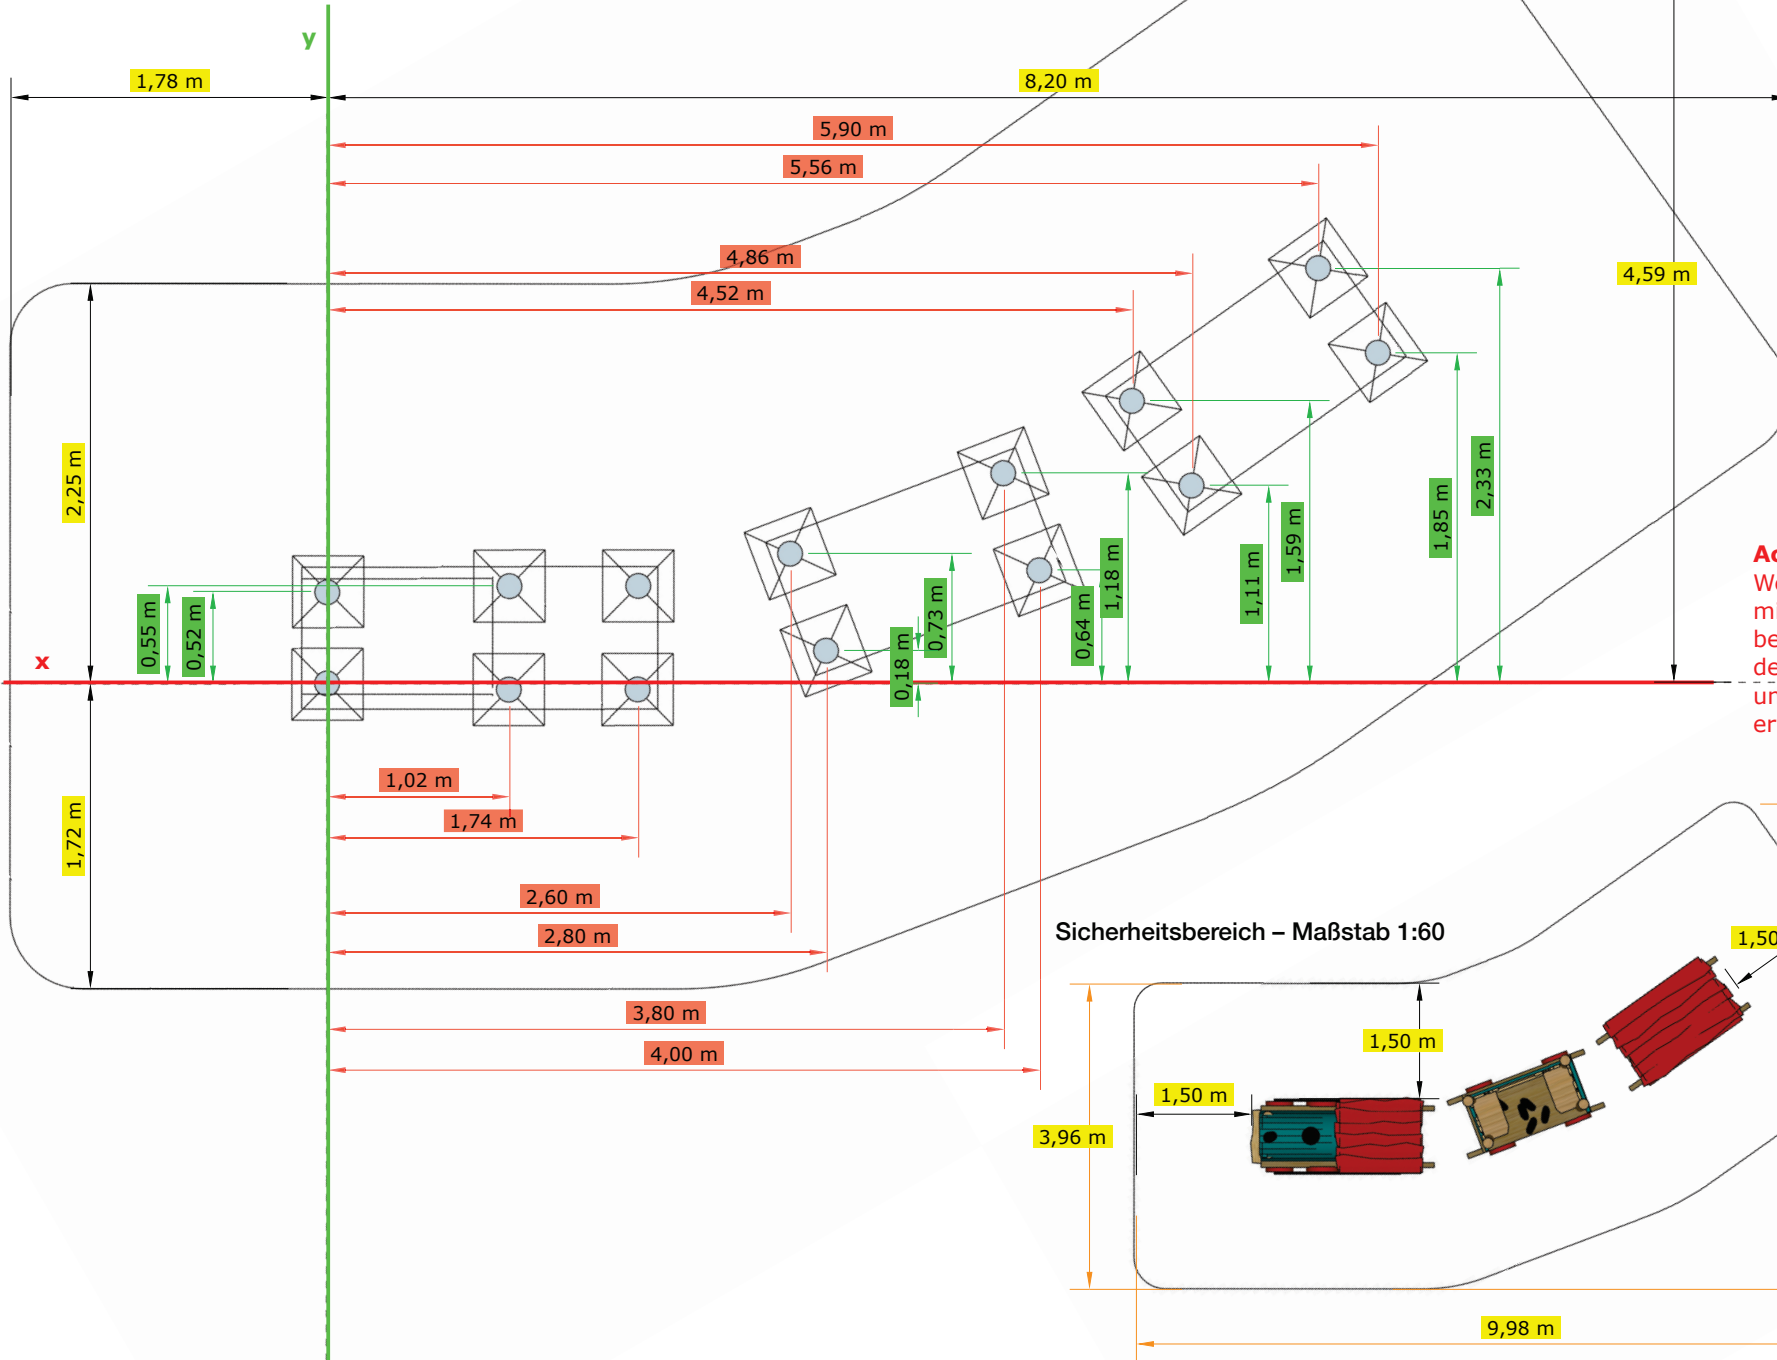 y
1,78 m
8,20 m
5,90 m
5,56 m
4,86 m
4,52 m
4,59 m
2,25 m
2,33 m
1,85 m
1,59 m
1,11 m
1,18 m
0,64 m
0,73 m
0,18 m
0,55 m
0,52 m
x
1,02 m
1,74 m
1,72 m
2,60 m
2,80 m
3,80 m
4,00 m
Sicherheitsbereich – Maßstab 1:60
1,50
1,50 m
1,50 m
3,96 m
9,98 m